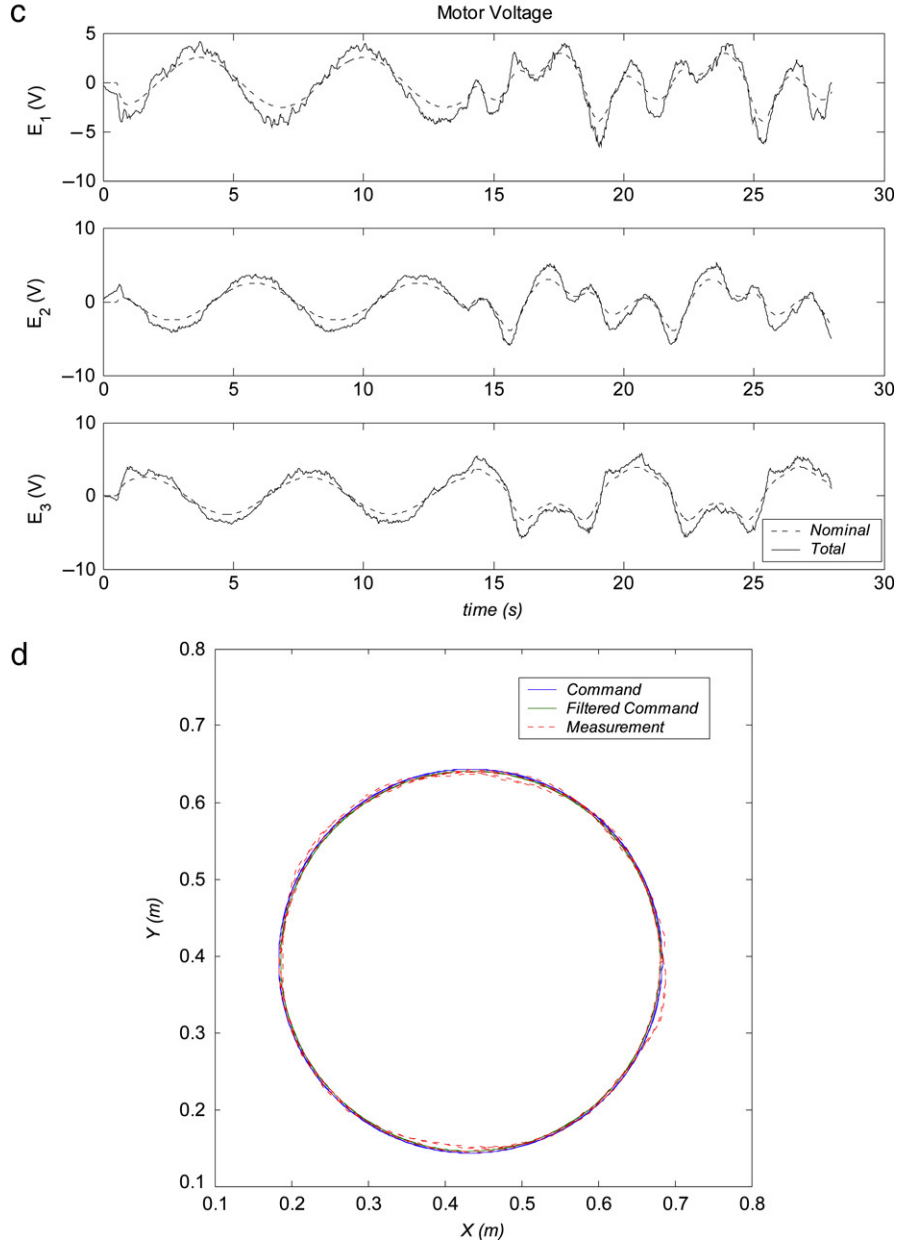 c
Motor Voltage
5
0
−5
−10
E1 (V)
0 5 10 15 20 25 30
10
0
−10
E2 (V)
0 5 10 15 20 25 30
10
0
−10
E3 (V)
Nominal
Total
0 5 10 15 20 25 30
time (s)
d
0.8
0.7
0.6
0.5
0.4
0.3
0.2
0.1
Y (m)
Command
Filtered Command
Measurement
0.1 0.2 0.3 0.4 0.5 0.6 0.7 0.8
X (m)